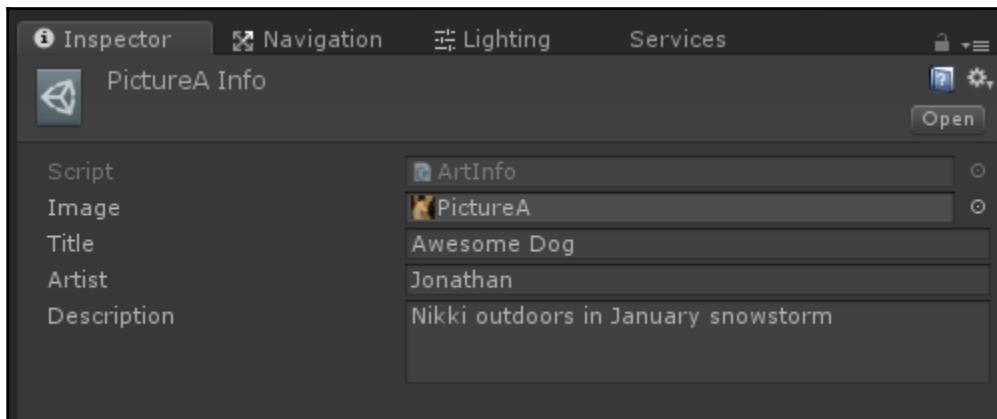 Inspector Navigation Lighting Services
PictureA Info
Open
Script ArtInfo
Image PictureA
Title Awesome Dog
Artist Jonathan
Description Nikki outdoors in January snowstorm